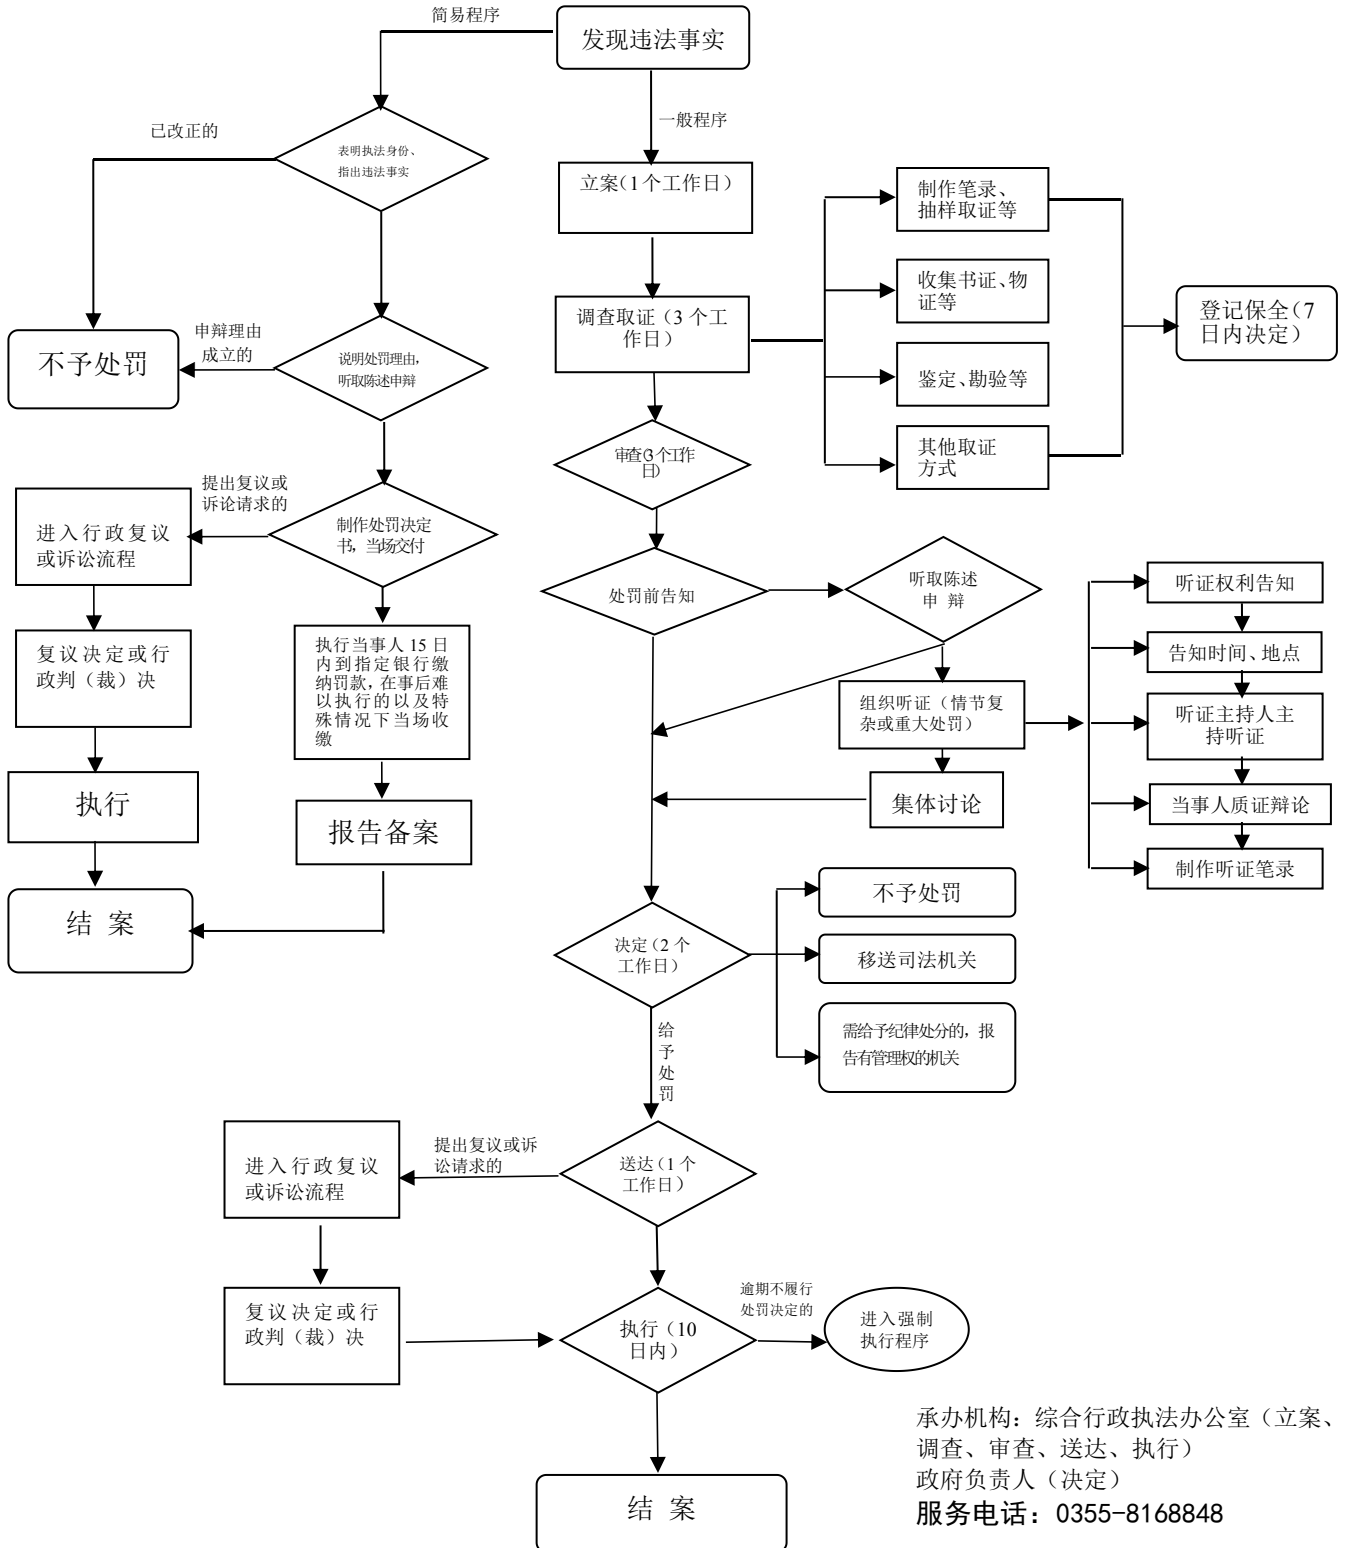 简易程序
发现违法事实
一般程序
已改正的
表明执法身份、
指出违法事实
立案(1个工作日)
制作笔录、
抽样取证等
收集书证、物
证等
登记保全(7
日内决定)
调查取证(3 个工
作日)
申辩理由
成立的
不予处罚
说明处罚理由,
听取陈述申辩
鉴定、勘验等
其他取证
方式
审查(3个工作
日)
提出复议或
诉论请求的
进入行政复议
或诉讼流程
制作处罚决定
书,当场交付
处罚前告知
听取陈述
申 辩
听证权利告知
告知时间、地点
听证主持人主
持听证
当事人质证辩论
制作听证笔录
复议决定或行
政判(裁)决
执行当事人 15 日
内到指定银行缴
纳罚款,在事后难
以执行的以及特
殊情况下当场收
缴
组织听证(情节复
杂或重大处罚)
集体讨论
执行
报告备案
结 案
不予处罚
决定(2 个
工作日)
移送司法机关
需给予纪律处分的,报
告有管理权的机关
给
予
处
罚
提出复议或诉
讼请求的
进入行政复议
或诉讼流程
送达(1 个
工作日)
复议决定或行
政判(裁)决
执行(10
日内)
逾期不履行
处罚决定的
进入强制
执行程序
结 案
承办机构:综合行政执法办公室(立案、
调查、审查、送达、执行)
政府负责人(决定)
服务电话:0355-8168848